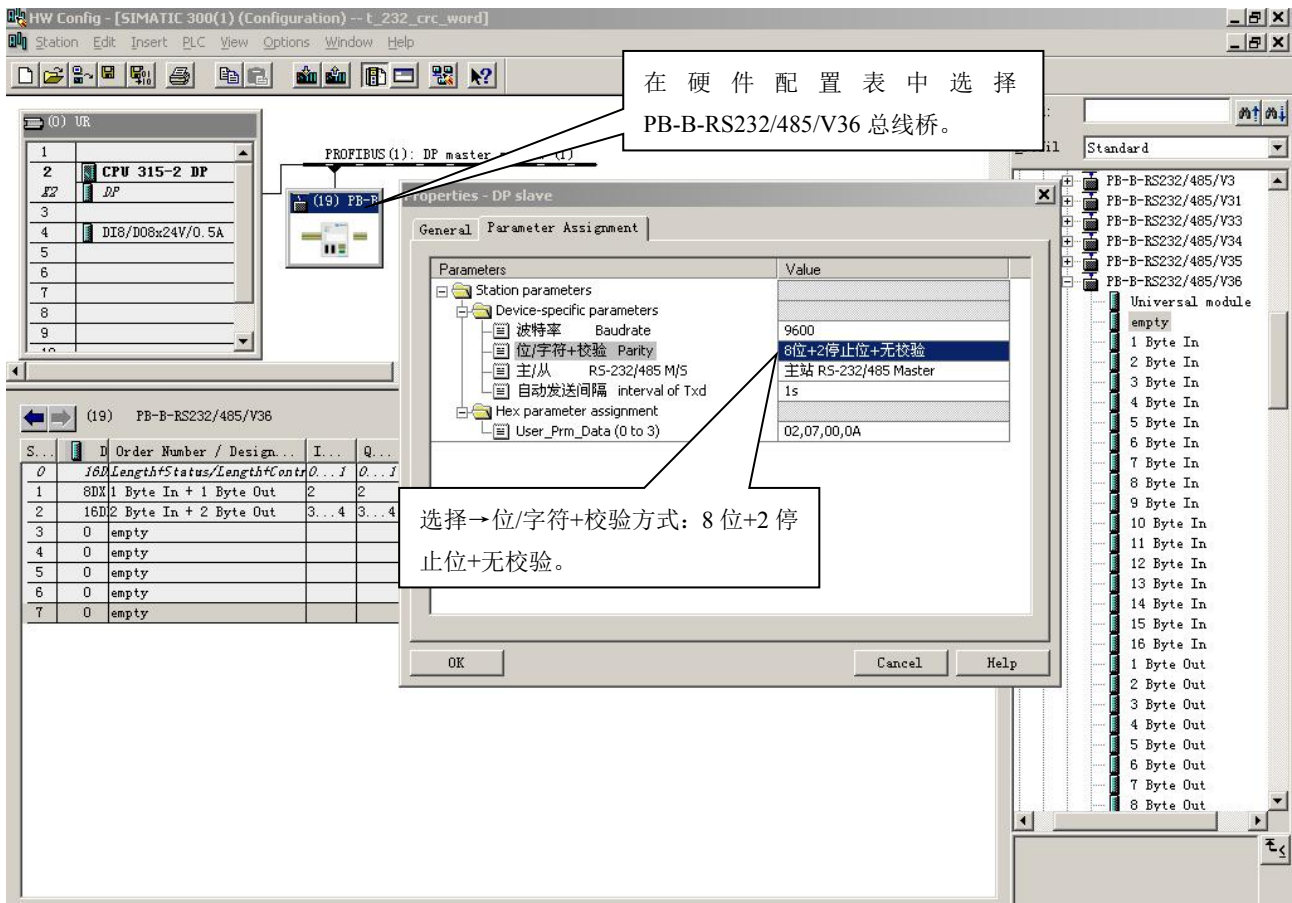 HW Config - [SIMATIC 300(1) (Configuration) -- t_232_crc_word]
Station Edit Insert PLC View Options Window Help
在硬件配置表中选择
PB-B-RS232/485/V36 总线桥。
(0) UR
1
2 CPU 315-2 DP
X2 DP
3
4 DI8/DO8x24V/0.5A
5
6
7
8
9
10
PROFIBUS(1): DP master
(1)
(19) PB-B
Standard
PB-B-RS232/485/V3
PB-B-RS232/485/V31
PB-B-RS232/485/V33
PB-B-RS232/485/V34
PB-B-RS232/485/V35
PB-B-RS232/485/V36
Universal module
empty
1 Byte In
2 Byte In
3 Byte In
4 Byte In
5 Byte In
6 Byte In
7 Byte In
8 Byte In
9 Byte In
10 Byte In
11 Byte In
12 Byte In
13 Byte In
14 Byte In
15 Byte In
16 Byte In
1 Byte Out
2 Byte Out
3 Byte Out
4 Byte Out
5 Byte Out
6 Byte Out
7 Byte Out
8 Byte Out
Properties - DP slave
General Parameter Assignment
Parameters Value
Station parameters
Device-specific parameters
波特率 Baudrate 9600
位/字符+校验 Parity 8位+2停止位+无校验
主/从 RS-232/485 M/S 主站 RS-232/485 Master
自动发送间隔 interval of Txd 1s
Hex parameter assignment
User_Prm_Data (0 to 3) 02,07,00,0A
选择→位/字符+校验方式：8 位+2 停
止位+无校验。
OK Cancel Help
(19) PB-B-RS232/485/V36
S... D Order Number / Design... I... Q...
0 16D Length+Status/Length+Contr 0...1 0...1
1 8DX 1 Byte In + 1 Byte Out 2 2
2 16D 2 Byte In + 2 Byte Out 3...4 3...4
3 0 empty
4 0 empty
5 0 empty
6 0 empty
7 0 empty